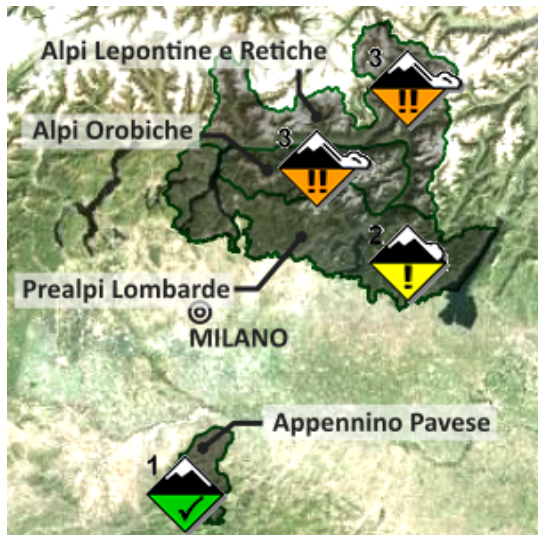 Alpi Lepontine e Retiche
3
!!
Alpi Orobiche
3
!!
2
!
Prealpi Lombarde
MILANO
Appennino Pavese
1